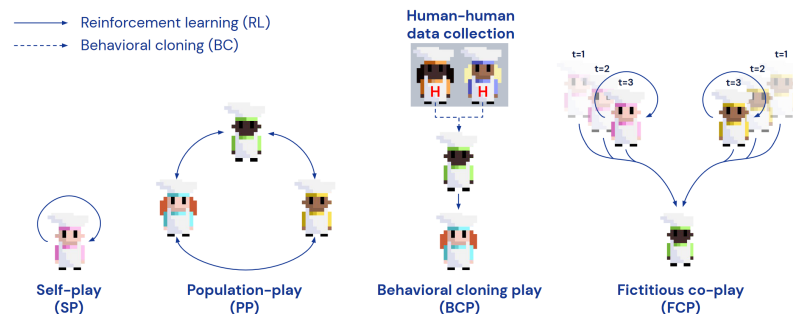 Reinforcement learning (RL)
Behavioral cloning (BC)
Human-human
data collection
H H
t=1
t=2
t=3
t=1
t=2
t=3
Self-play
(SP)
Population-play
(PP)
Behavioral cloning play
(BCP)
Fictitious co-play
(FCP)